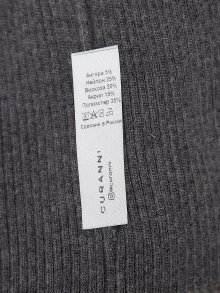 Ангора 5%
Нейлон 25%
Вискоза 20%
Акрил 15%
Полиэстер 35%
Сделано в России
CURANNI